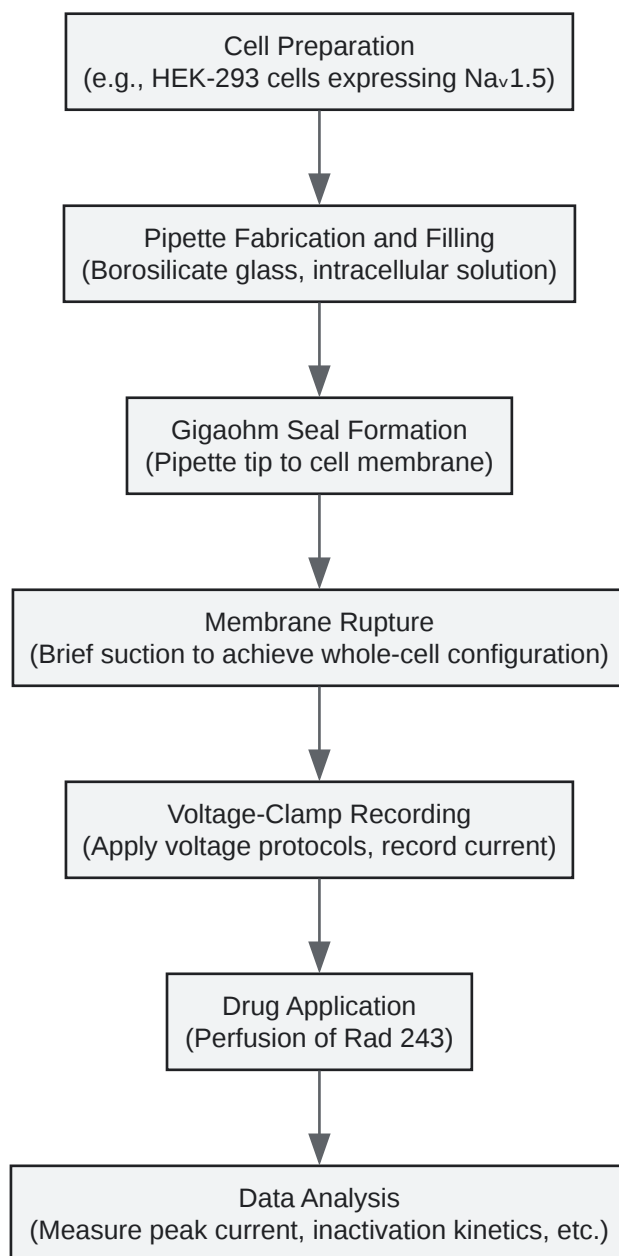 Cell Preparation
(e.g., HEK-293 cells expressing Naᵥ1.5)
Pipette Fabrication and Filling
(Borosilicate glass, intracellular solution)
Gigaohm Seal Formation
(Pipette tip to cell membrane)
Membrane Rupture
(Brief suction to achieve whole-cell configuration)
Voltage-Clamp Recording
(Apply voltage protocols, record current)
Drug Application
(Perfusion of Rad 243)
Data Analysis
(Measure peak current, inactivation kinetics, etc.)